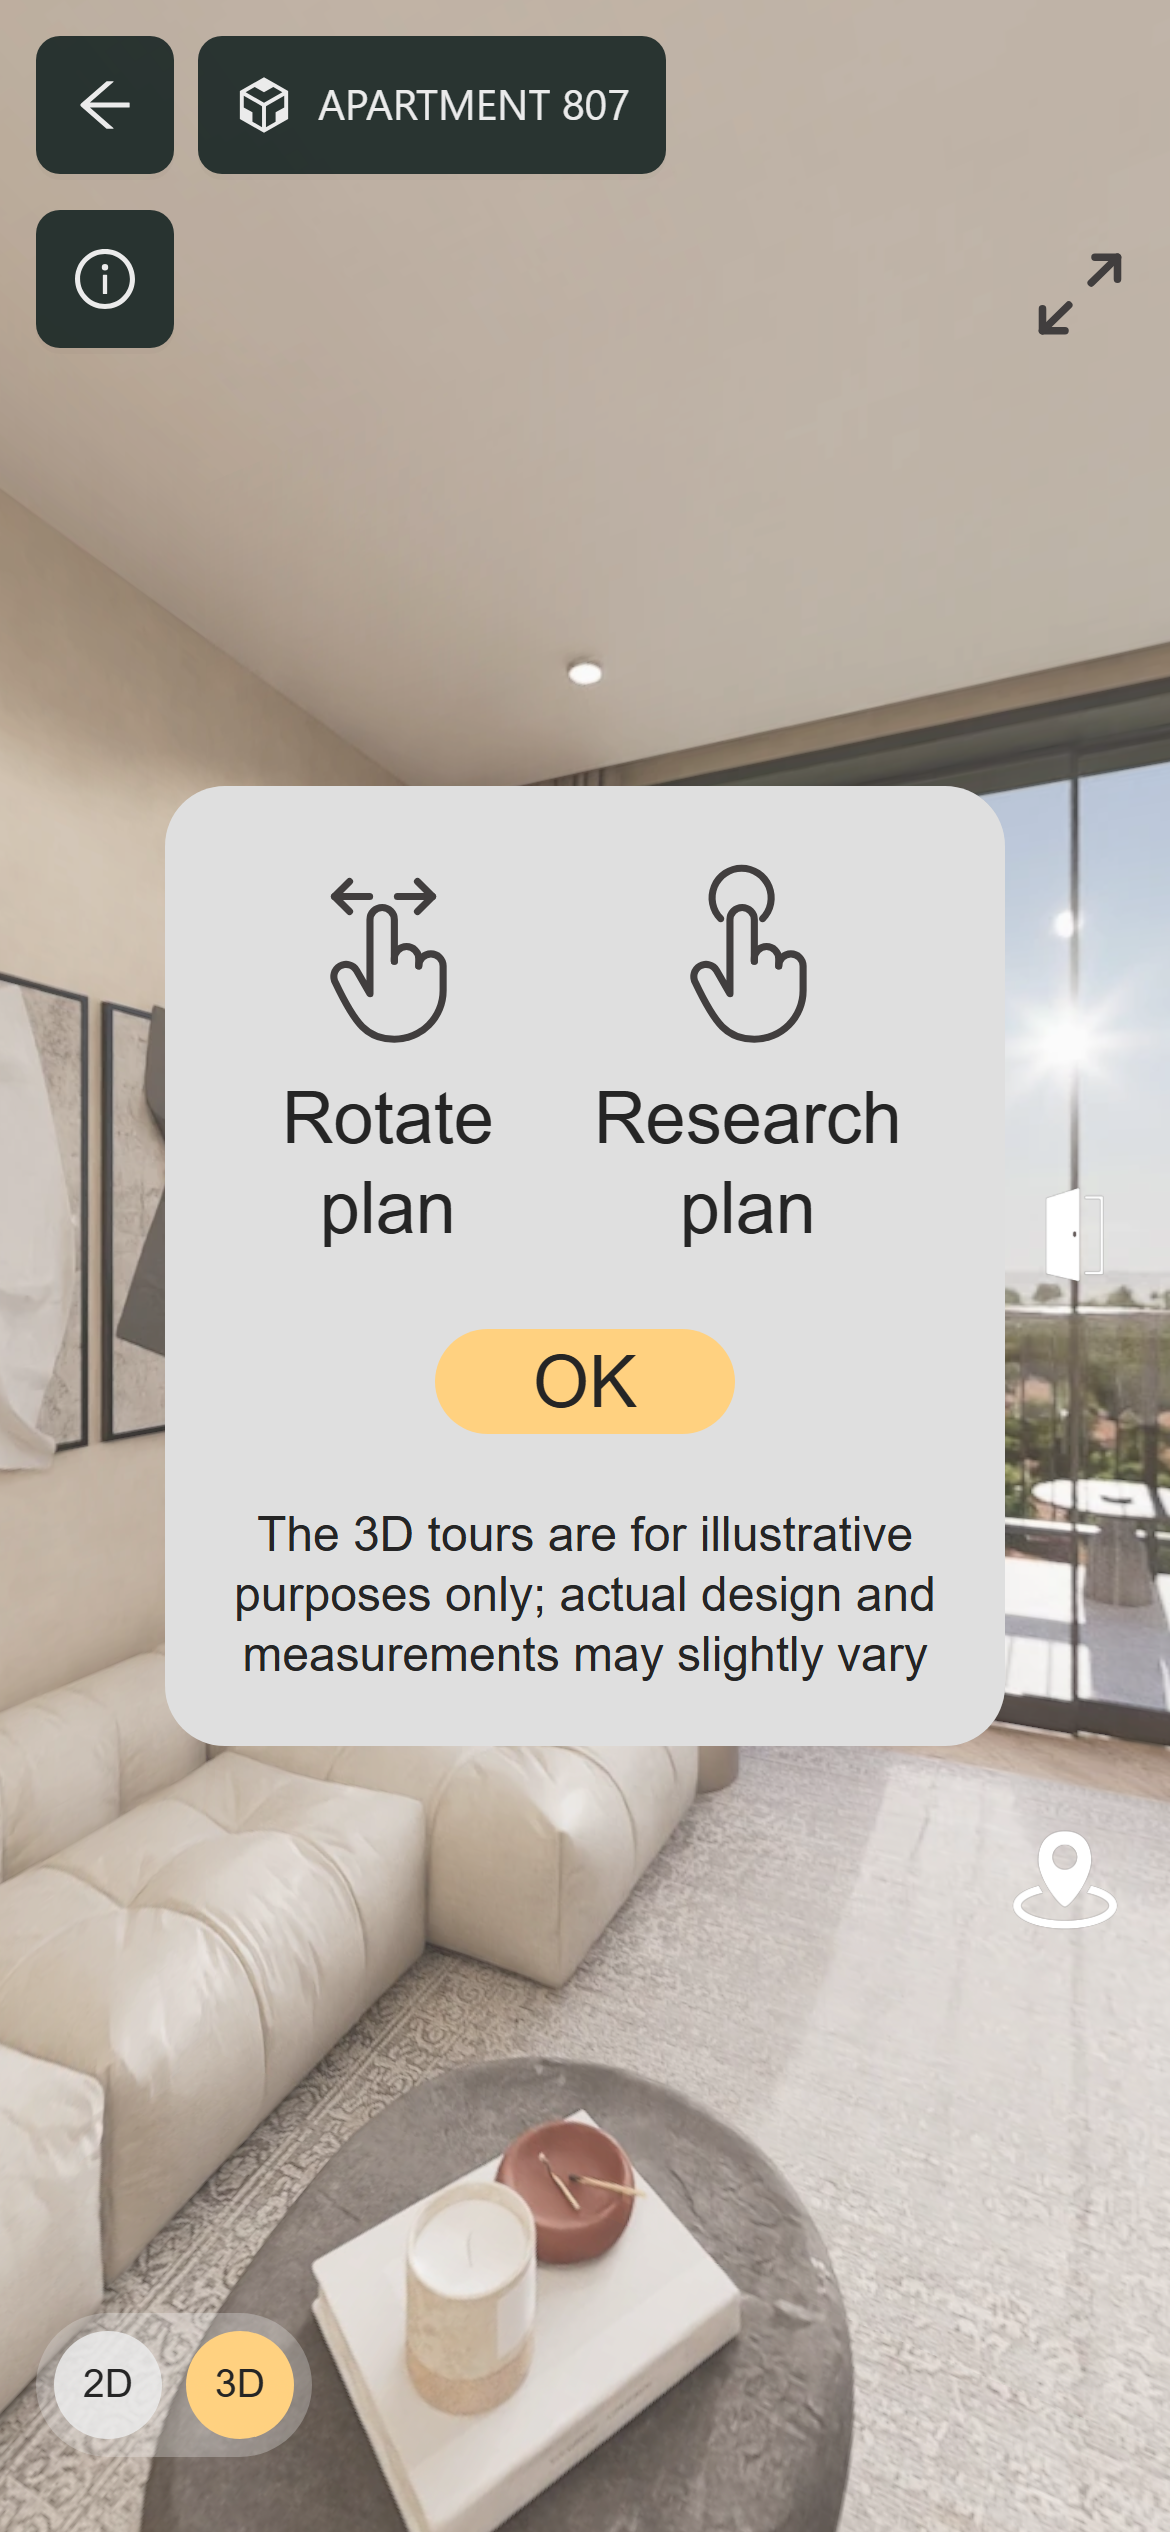 APARTMENT 807
Rotate
plan
Research
plan
OK
The 3D tours are for illustrative
purposes only; actual design and
measurements may slightly vary
2D
3D